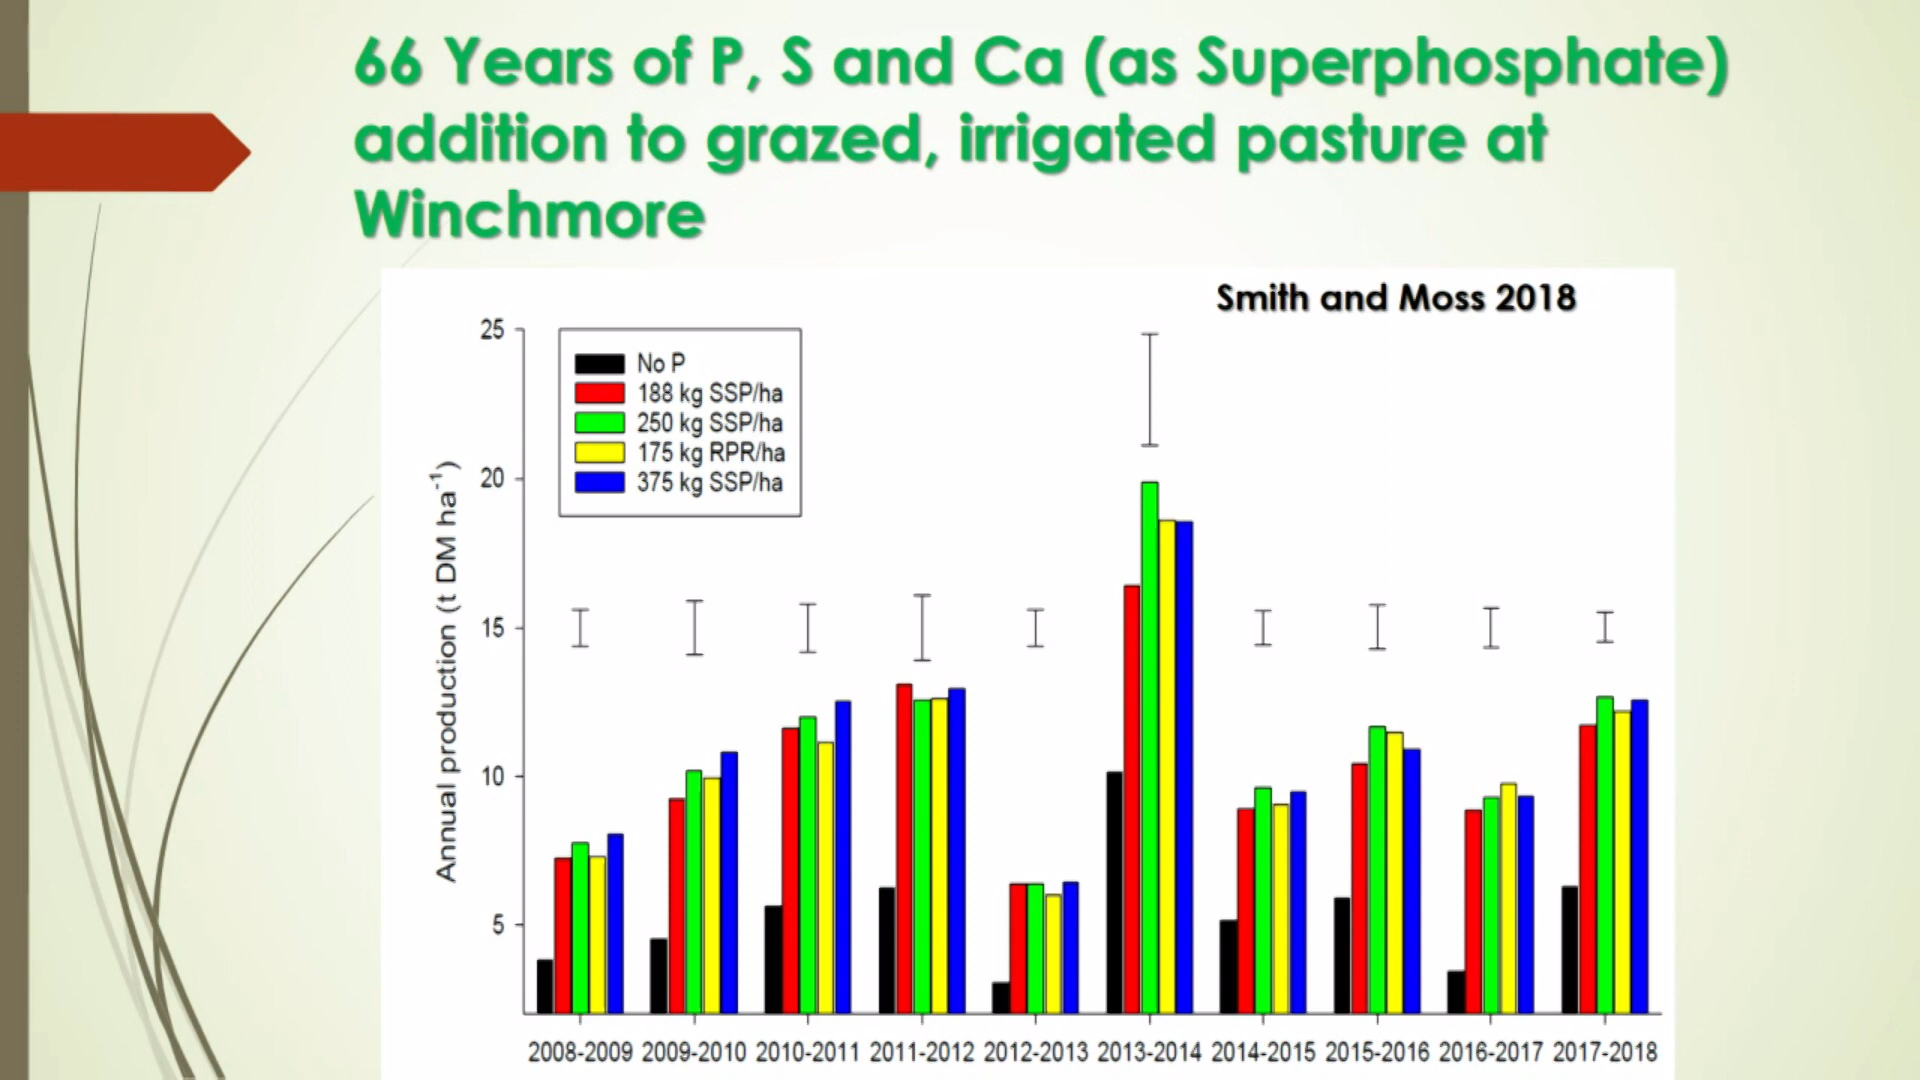 66 Years of P, S and Ca (as Superphosphate)
addition to grazed, irrigated pasture at
Winchmore
Smith and Moss 2018
No P
188 kg SSP/ha
250 kg SSP/ha
175 kg RPR/ha
375 kg SSP/ha
Annual production (t DM ha⁻¹)
25
20
15
10
5
2008-2009 2009-2010 2010-2011 2011-2012 2012-2013 2013-2014 2014-2015 2015-2016 2016-2017 2017-2018